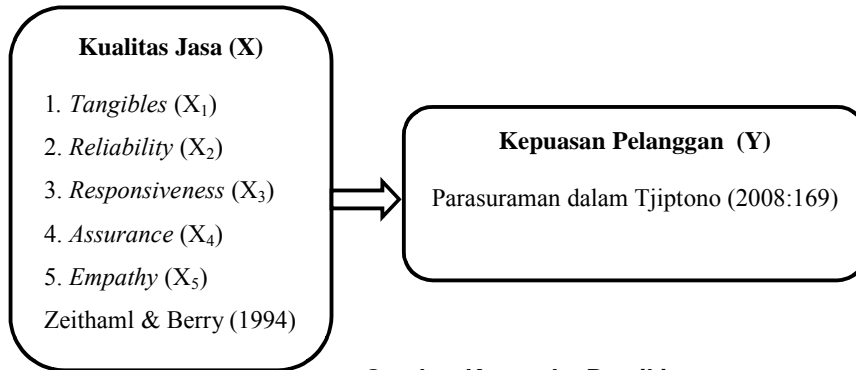 Kualitas Jasa (X)
1. Tangibles (X₁)
2. Reliability (X₂)
3. Responsiveness (X₃)
4. Assurance (X₄)
5. Empathy (X₅)
Zeithaml & Berry (1994)
Kepuasan Pelanggan (Y)
Parasuraman dalam Tjiptono (2008:169)